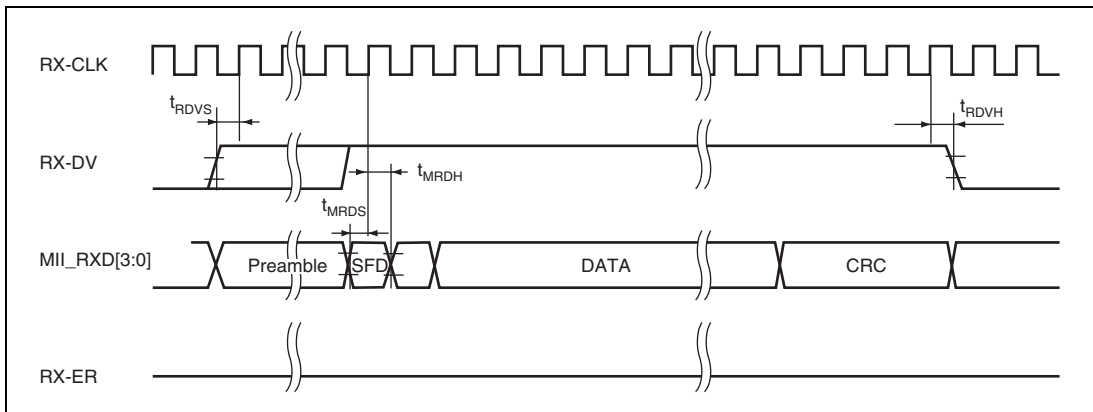 RX-CLK
tRDVS
tRDVH
RX-DV
tMRDH
tMRDS
MII_RXD[3:0]
Preamble
SFD
DATA
CRC
RX-ER